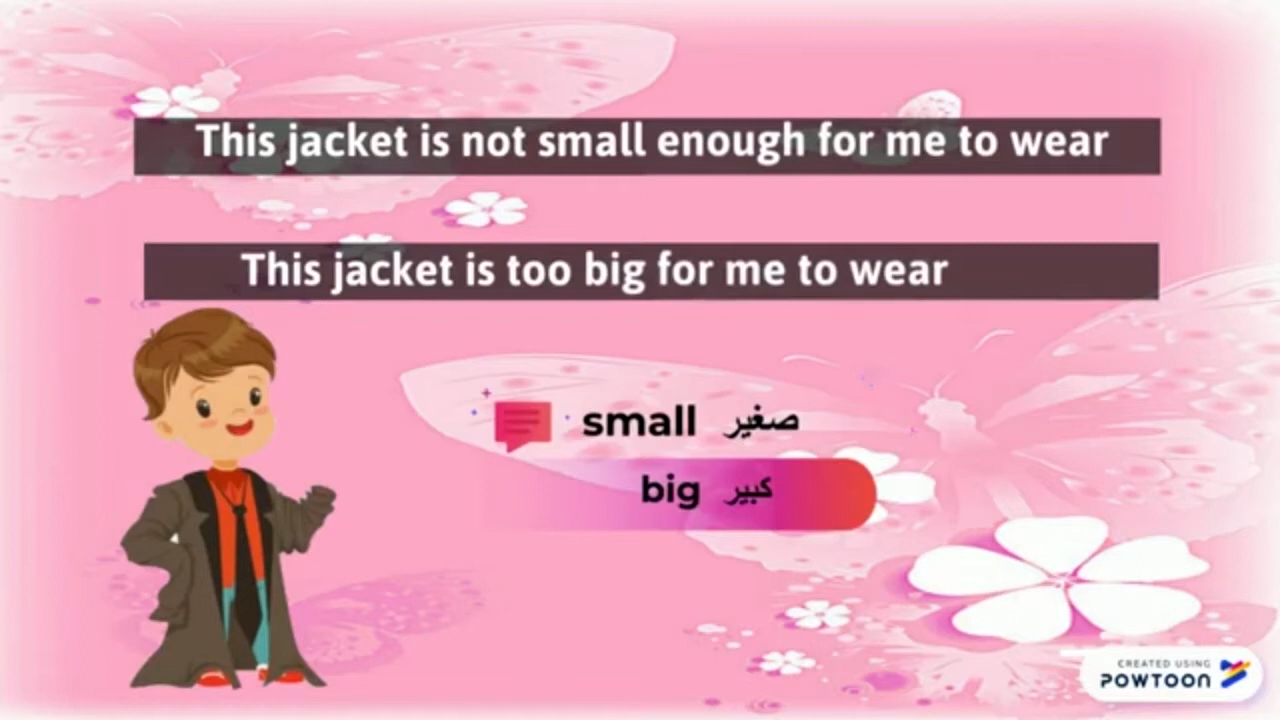 This jacket is not small enough for me to wear
This jacket is too big for me to wear
small صغير
big كبير
CREATED USING
POWTOON